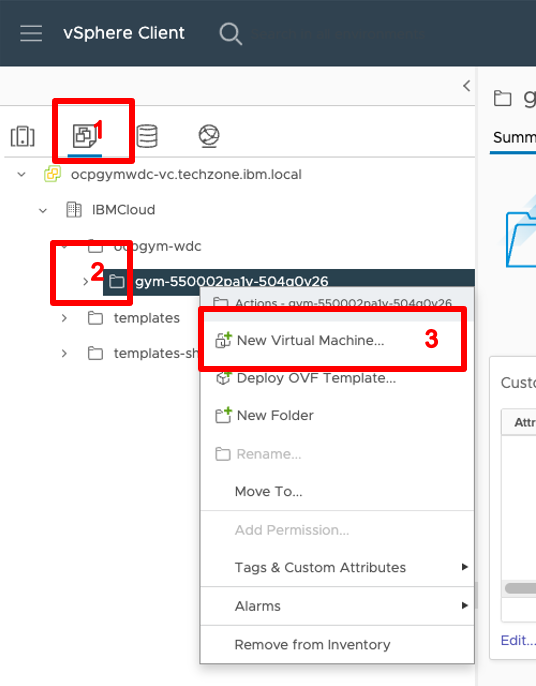 vSphere Client
1
ocpgymwdc-vc.techzone.ibm.local
Summ
IBMCloud
ocpgym-wdc
2
gym-550002pa1v-504g0v26
Actions - gym-550002pa1v-504g0v26
templates
New Virtual Machine...
3
templates-sh
Deploy OVF Template...
Custo
New Folder
Attr
Rename...
Move To...
Add Permission...
Tags & Custom Attributes
Alarms
Edit...
Remove from Inventory